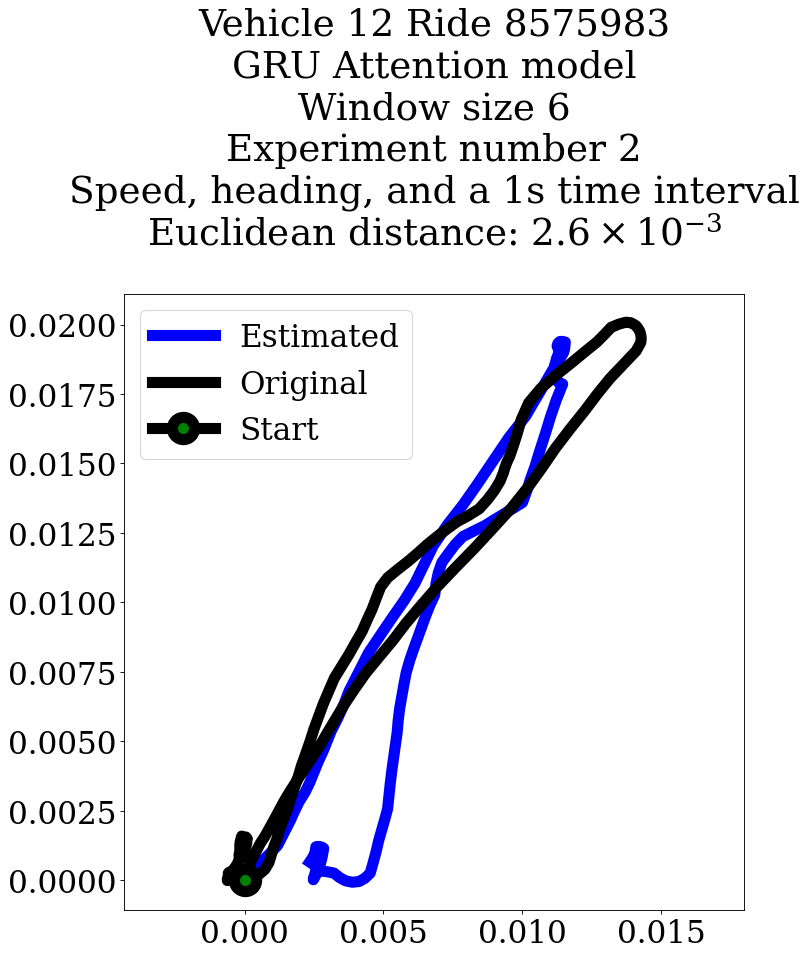 Vehicle 12 Ride 8575983
GRU Attention model
Window size 6
Experiment number 2
Speed, heading, and a 1s time interval
Euclidean distance: 2.6 × 10⁻³
Estimated
Original
Start
0.0200
0.0175
0.0150
0.0125
0.0100
0.0075
0.0050
0.0025
0.0000
0.000 0.005 0.010 0.015